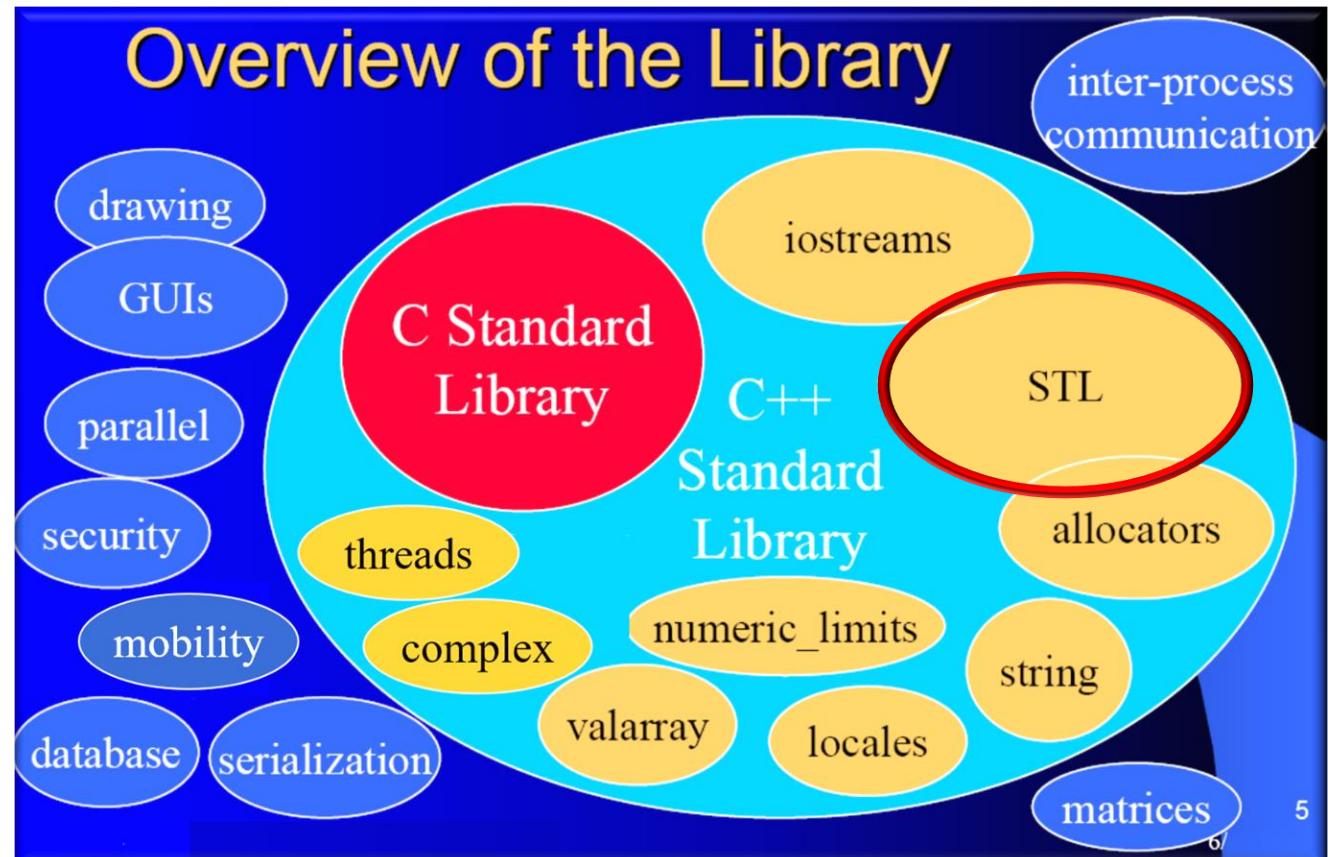 Overview of the Library
inter-process
communication
drawing
GUIs
parallel
security
mobility
database
serialization
C Standard
Library
iostreams
STL
C++
Standard
Library
allocators
threads
complex
numeric_limits
string
valarray
locales
matrices
5
6/